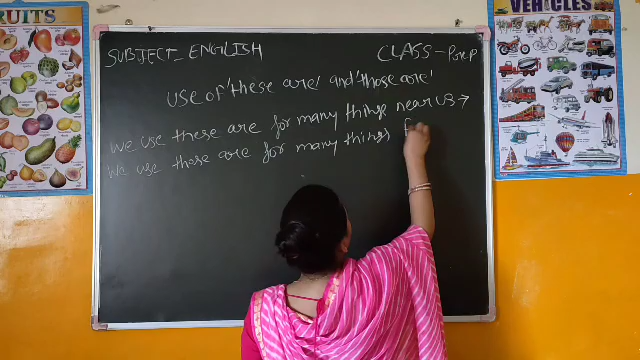 FRUITS
VEHICLES
SUBJECT_ENGLISH
CLASS-Prep
Use of 'these are' and 'those are'
We use these are for many things near us →
We use those are for many things f